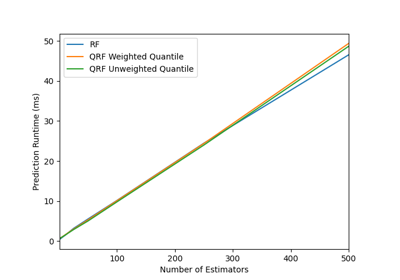 RF
QRF Weighted Quantile
QRF Unweighted Quantile
Prediction Runtime (ms)
50
40
30
20
10
0
100
200
300
400
500
Number of Estimators